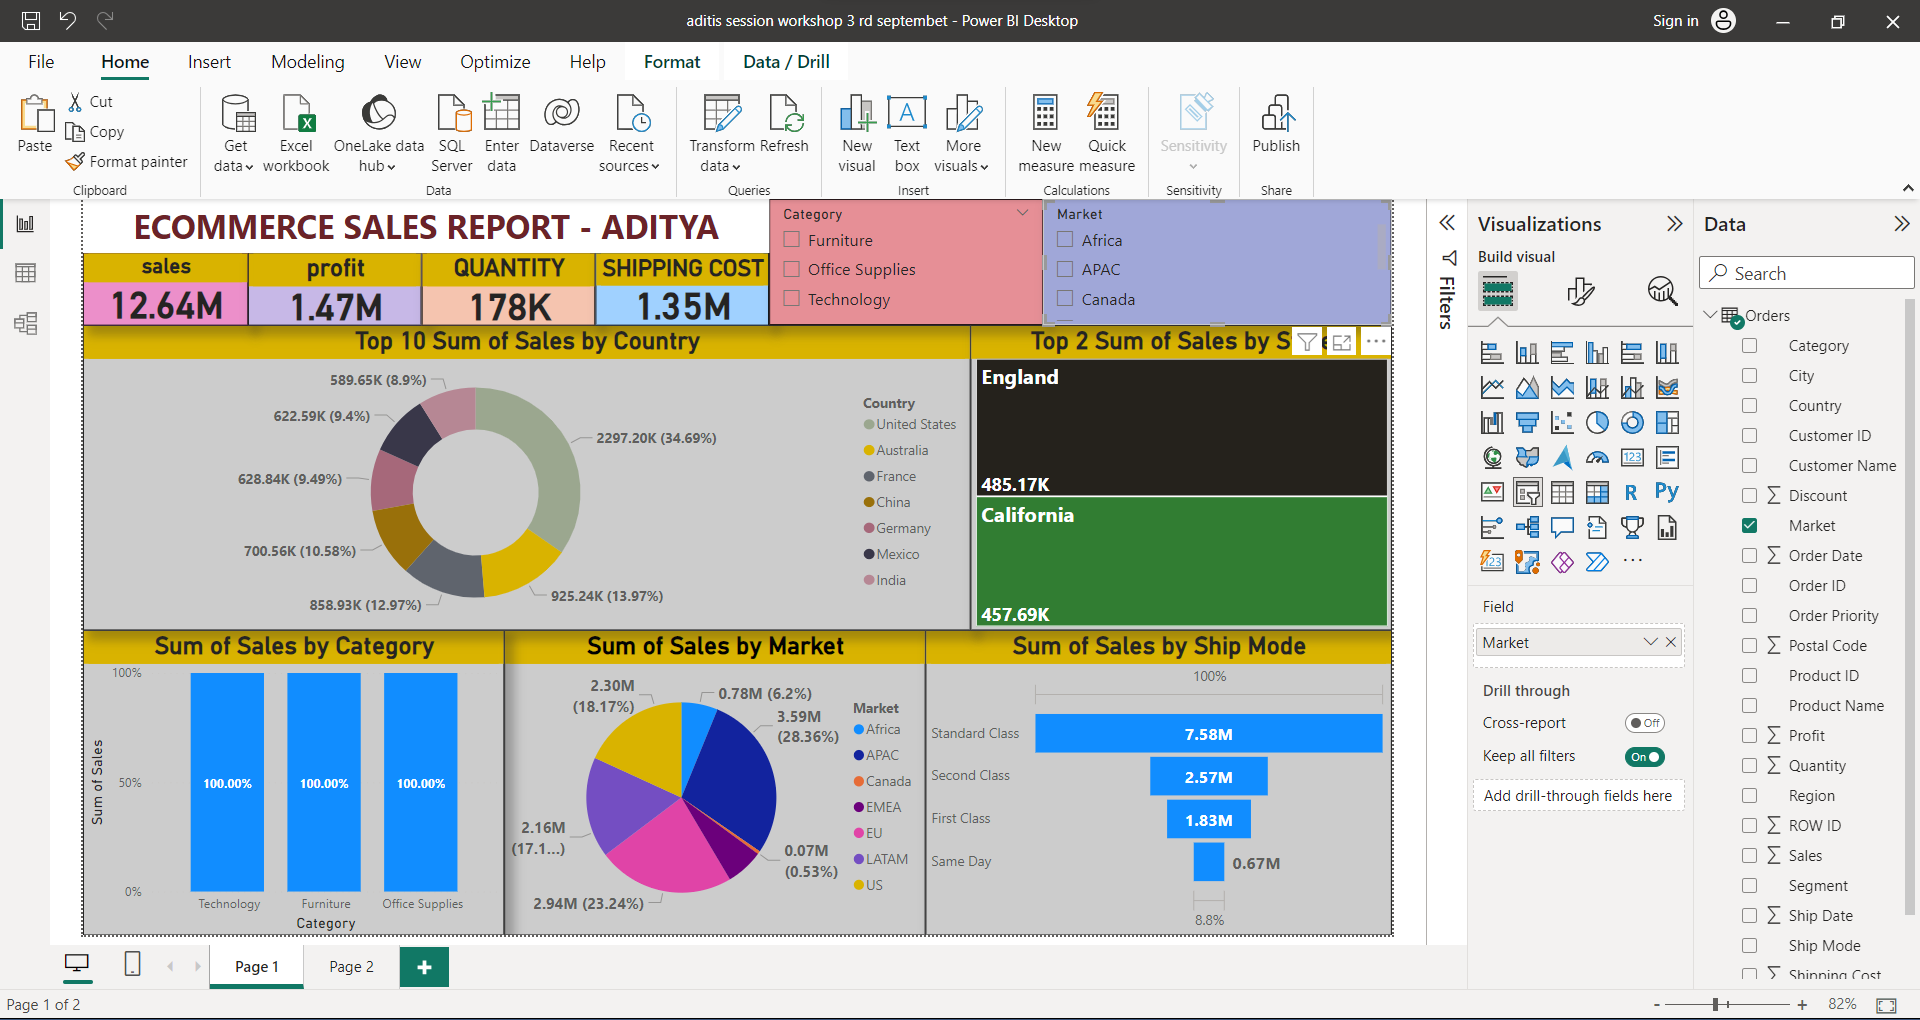 aditis session workshop 3 rd septembet - Power BI Desktop
Sign in
File Home Insert Modeling View Optimize Help Format Data / Drill
Paste
Cut
Copy
Format painter
Clipboard
Get data
Excel workbook
OneLake data hub
SQL Server
Enter data
Dataverse
Recent sources
Data
Transform data
Refresh
Queries
New visual
Text box
More visuals
Insert
New measure
Quick measure
Calculations
Sensitivity
Sensitivity
Publish
Share
ECOMMERCE SALES REPORT - ADITYA
Category
Furniture
Office Supplies
Technology
Market
Africa
APAC
Canada
sales
12.64M
profit
1.47M
QUANTITY
178K
SHIPPING COST
1.35M
Top 10 Sum of Sales by Country
589.65K (8.9%)
622.59K (9.4%)
628.84K (9.49%)
700.56K (10.58%)
858.93K (12.97%)
925.24K (13.97%)
2297.20K (34.69%)
Country
United States
Australia
France
China
Germany
Mexico
India
Top 2 Sum of Sales by S
England
485.17K
California
457.69K
Sum of Sales by Category
Sum of Sales
100%
50%
0%
100.00%
100.00%
100.00%
Technology
Furniture
Office Supplies
Category
Sum of Sales by Market
2.30M
(18.17%)
0.78M (6.2%)
3.59M
(28.36%)
2.16M
(17.1...)
0.07M
(0.53%)
2.94M (23.24%)
Market
Africa
APAC
Canada
EMEA
EU
LATAM
US
Sum of Sales by Ship Mode
100%
Standard Class
7.58M
Second Class
2.57M
First Class
1.83M
Same Day
0.67M
8.8%
Filters
Visualizations
Build visual
123
R
Py
123
Field
Market
Drill through
Cross-report
Off
Keep all filters
On
Add drill-through fields here
Data
Search
Orders
Category
City
Country
Customer ID
Customer Name
Discount
Market
Order Date
Order ID
Order Priority
Postal Code
Product ID
Product Name
Profit
Quantity
Region
ROW ID
Sales
Segment
Ship Date
Ship Mode
Shipping Cost
Page 1
Page 2
+
Page 1 of 2
- + 82%